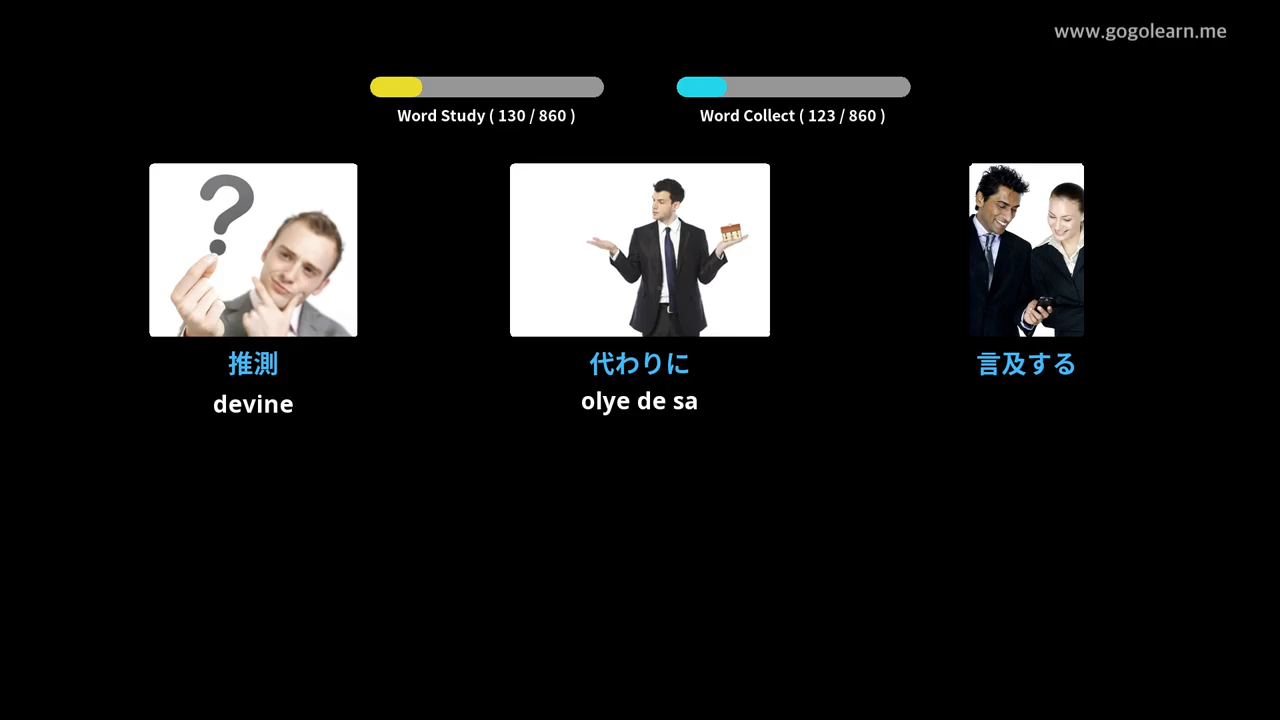 www.gogolearn.me
Word Study ( 130 / 860 )
Word Collect ( 123 / 860 )
推測
代わりに
言及する
devine
olye de sa